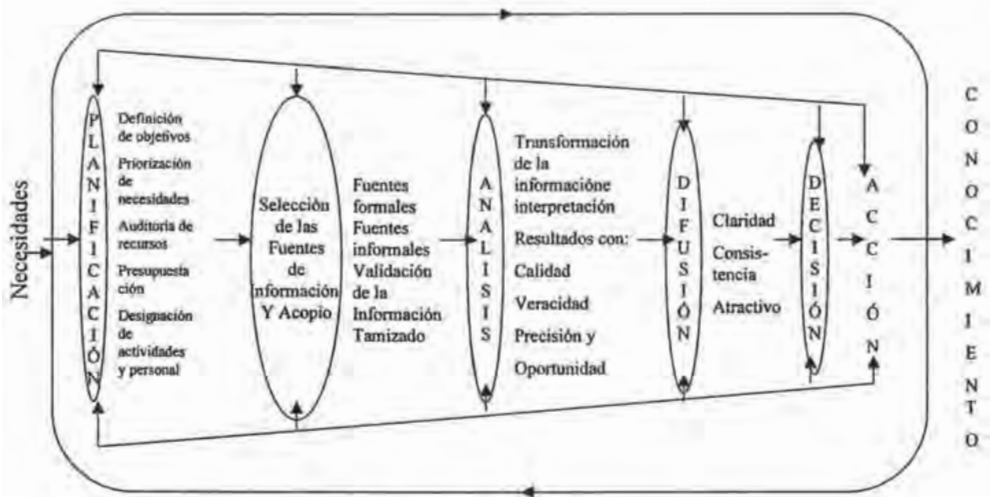 Necesidades
PLANIFICACIÓN
Definición
de objetivos
Priorización
de
necesidades
Auditoría de
recursos
Presupuesta
ción
Designación
de
actividades
y personal
Selección
de las
Fuentes
de
Información
Y Acopio
Fuentes
formales
Fuentes
informales
Validación
de la
Información
Tamizado
ANALISIS
Transformación
de la
informacióne
interpretación
Resultados con:
Calidad
Veracidad
Precisión y
Oportunidad
DIFUSIÓN
Claridad
Consis-
tencia
Atractivo
DECISIÓN
ACCIÓN
CONOCIMIENTO